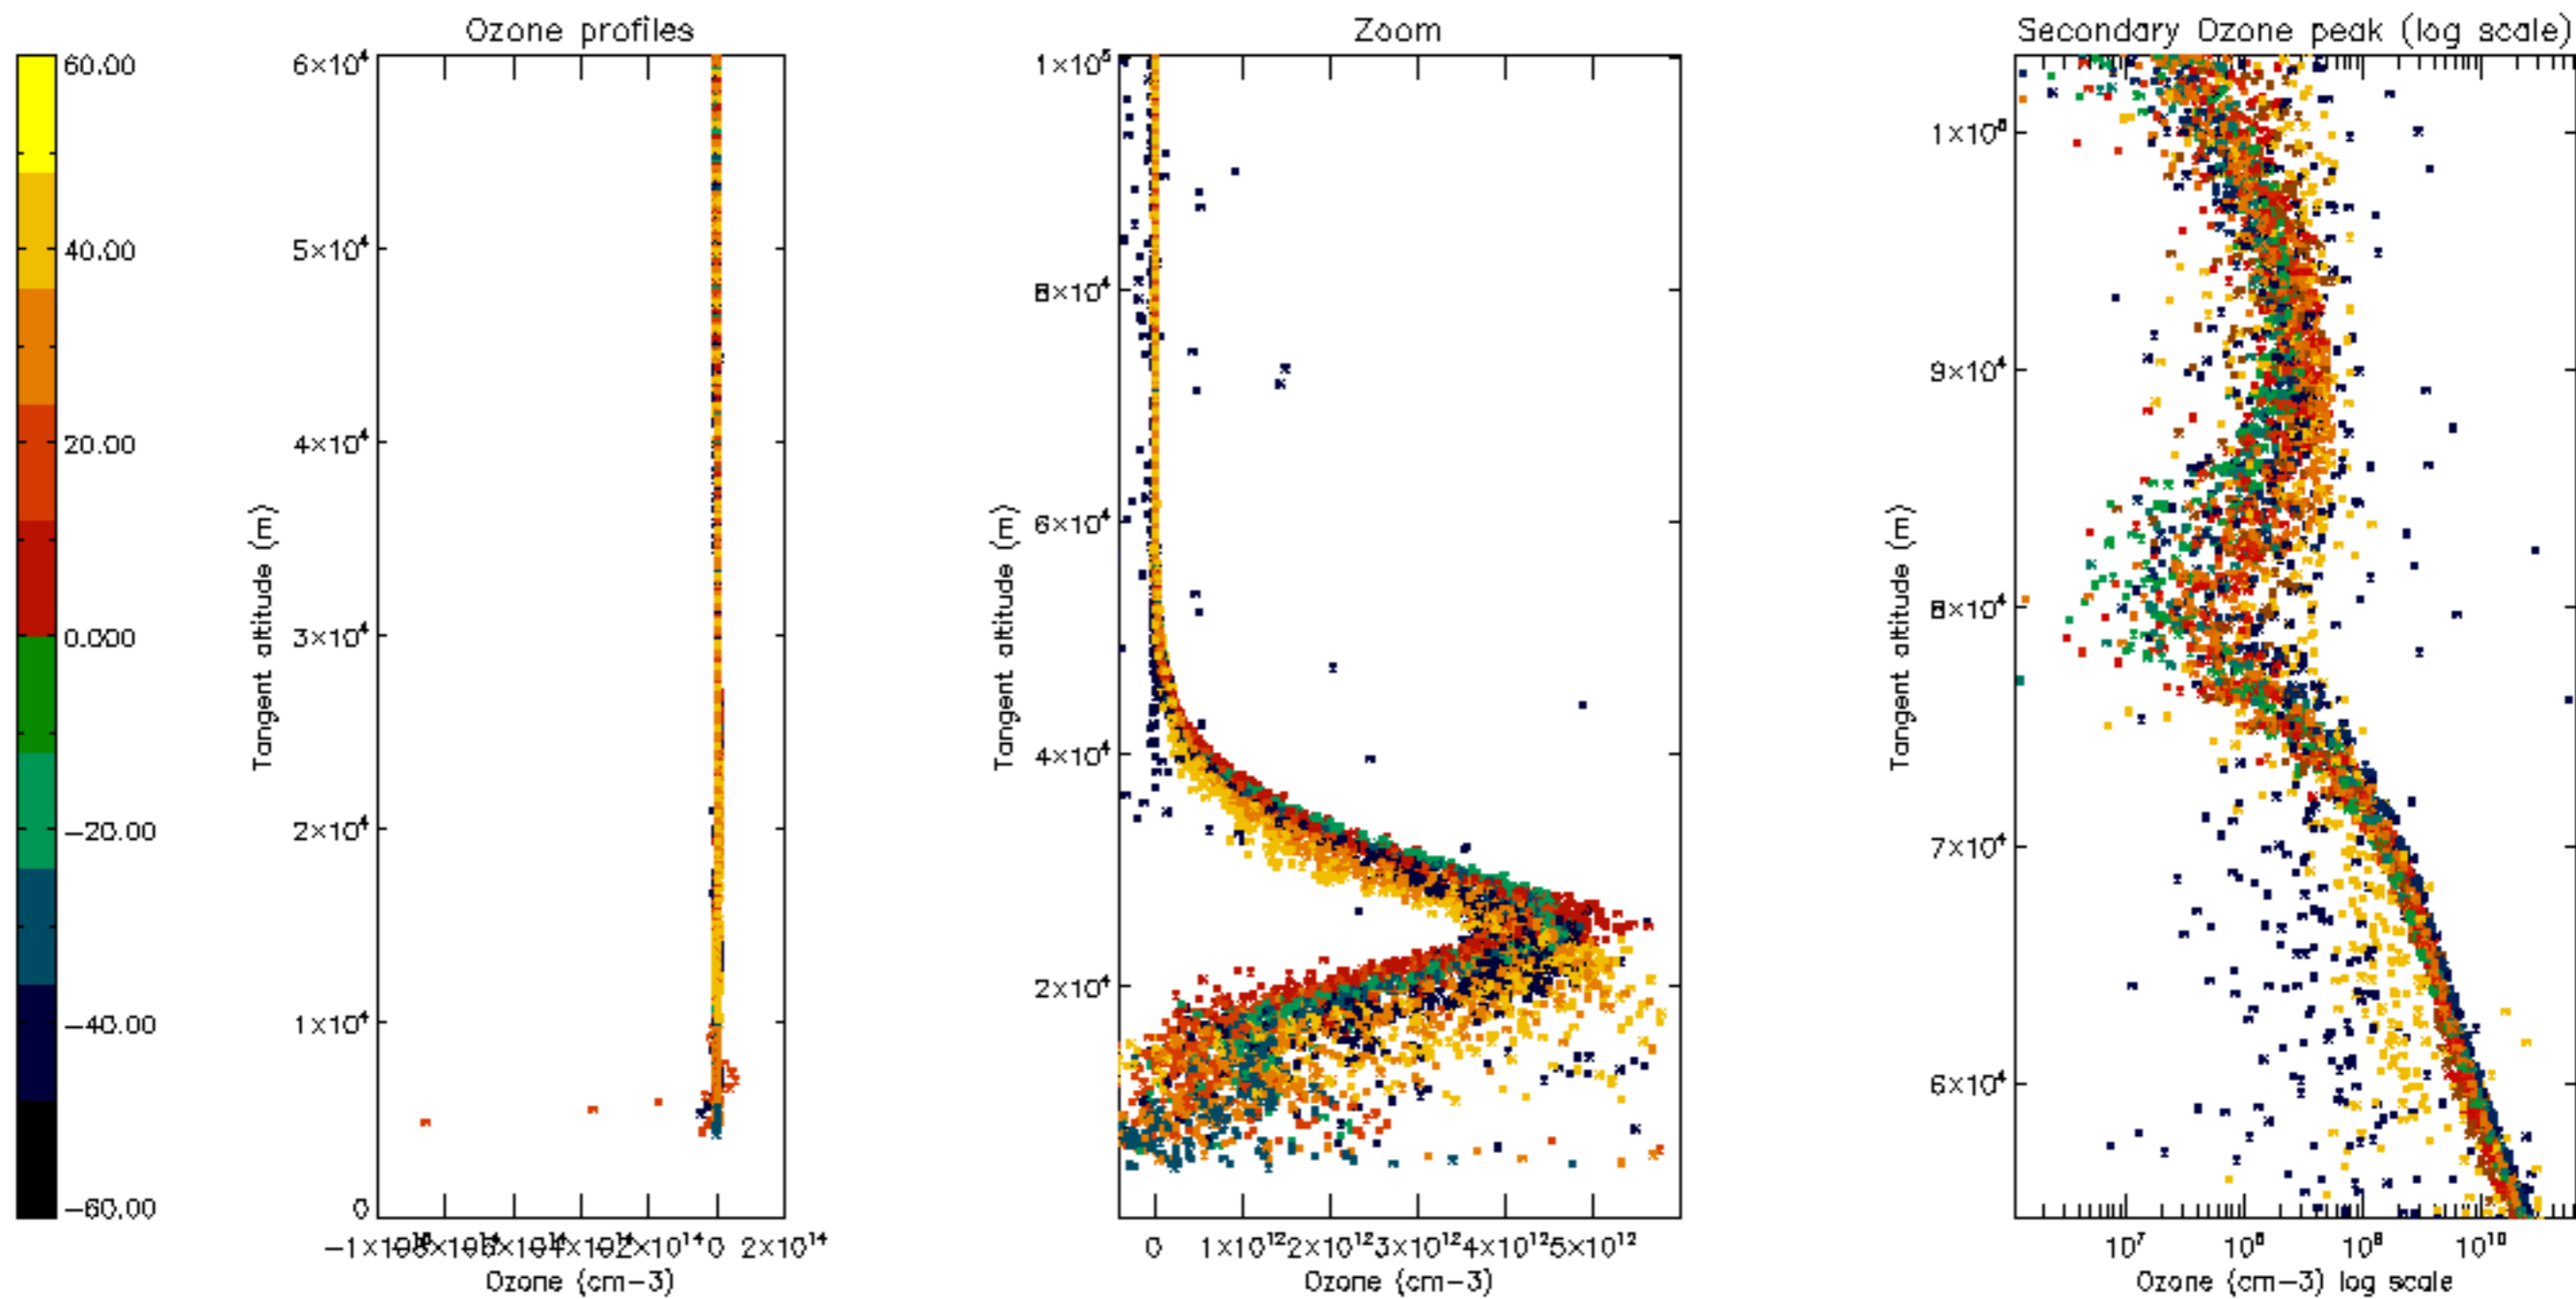 Ozone profiles
Zoom
Secondary Ozone peak (log scale)
60.00
40.00
20.00
0.000
-20.00
-40.00
-60.00
6×10⁴
5×10⁴
4×10⁴
3×10⁴
2×10⁴
1×10⁴
0
Tangent altitude (m)
0 2×10¹⁴
Ozone (cm-3)
1×10⁵
8×10⁴
6×10⁴
4×10⁴
2×10⁴
Tangent altitude (m)
0 1×10¹² 2×10¹² 3×10¹² 4×10¹² 5×10¹²
Ozone (cm-3)
9×10⁴
8×10⁴
7×10⁴
6×10⁴
Tangent altitude (m)
10⁷ 10⁸ 10⁹ 10¹⁰
Ozone (cm-3) log scale